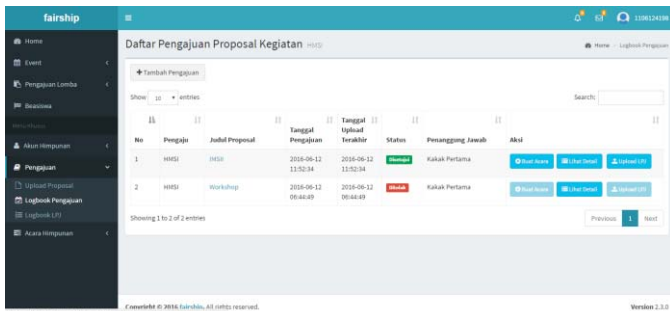 fairship
1106124198
Home
Daftar Pengajuan Proposal Kegiatan HMSI
Home
Logbook Pengajuan
Event
Pengajuan Lomba
Beasiswa
Akun Himpunan
Pengajuan
Upload Proposal
Logbook Pengajuan
Logbook LPJ
Acara Himpunan
+Tambah Pengajuan
Show 10 entries
Search:
No Pengaju Judul Proposal Tanggal Pengajuan Tanggal Upload Terakhir Status Penanggung Jawab Aksi
1 HMSI 2016-06-12 11:52:34 2016-06-12 11:52:34 Disetujui Kakak Pertama Buat Acara Lihat Detail Upload LPJ
2 HMSI Workshop 2016-06-12 06:44:49 2016-06-12 06:44:49 Ditolak Kakak Pertama Buat Acara Lihat Detail Upload LPJ
Showing 1 to 2 of 2 entries
Previous 1 Next
Copyright © 2016 fairship. All rights reserved.
Version 2.3.0